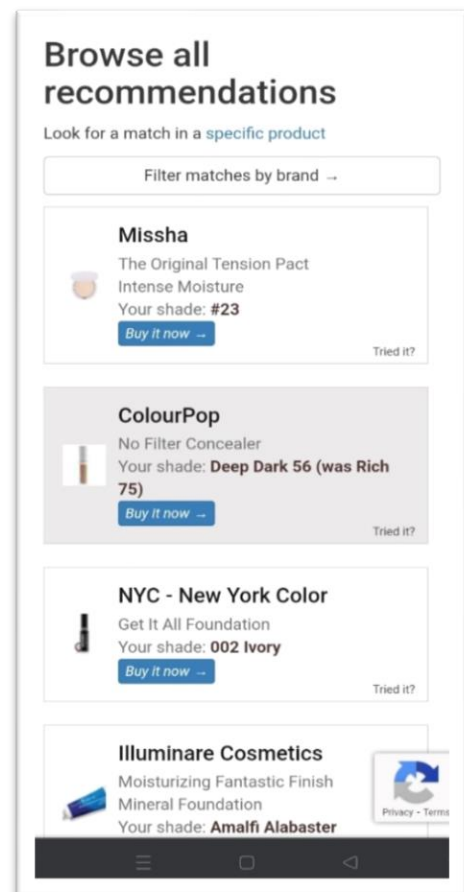 Browse all
recommendations
Look for a match in a specific product
Filter matches by brand →
Missha
The Original Tension Pact
Intense Moisture
Your shade: #23
Buy it now →
Tried it?
ColourPop
No Filter Concealer
Your shade: Deep Dark 56 (was Rich
75)
Buy it now →
Tried it?
NYC - New York Color
Get It All Foundation
Your shade: 002 Ivory
Buy it now →
Tried it?
Illuminare Cosmetics
Moisturizing Fantastic Finish
Mineral Foundation
Your shade: Amalfi Alabaster
Privacy - Terms